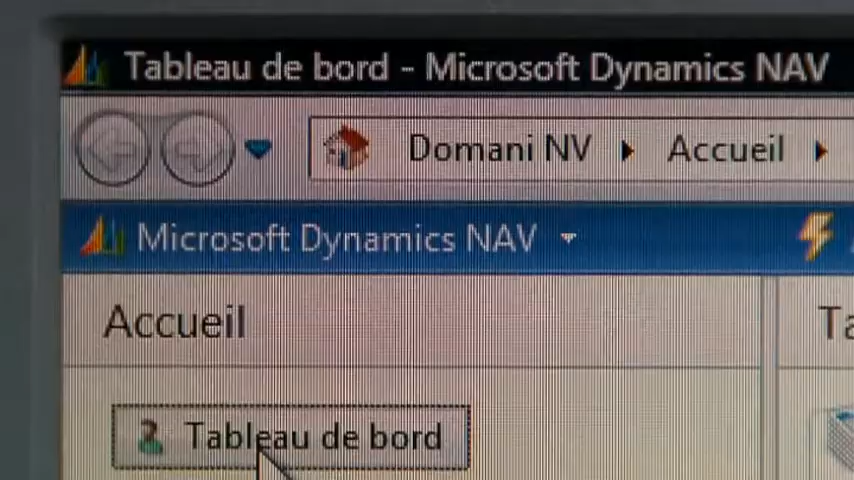 Tableau de bord - Microsoft Dynamics NAV
Domani NV Accueil
Microsoft Dynamics NAV
Accueil
Tableau de bord